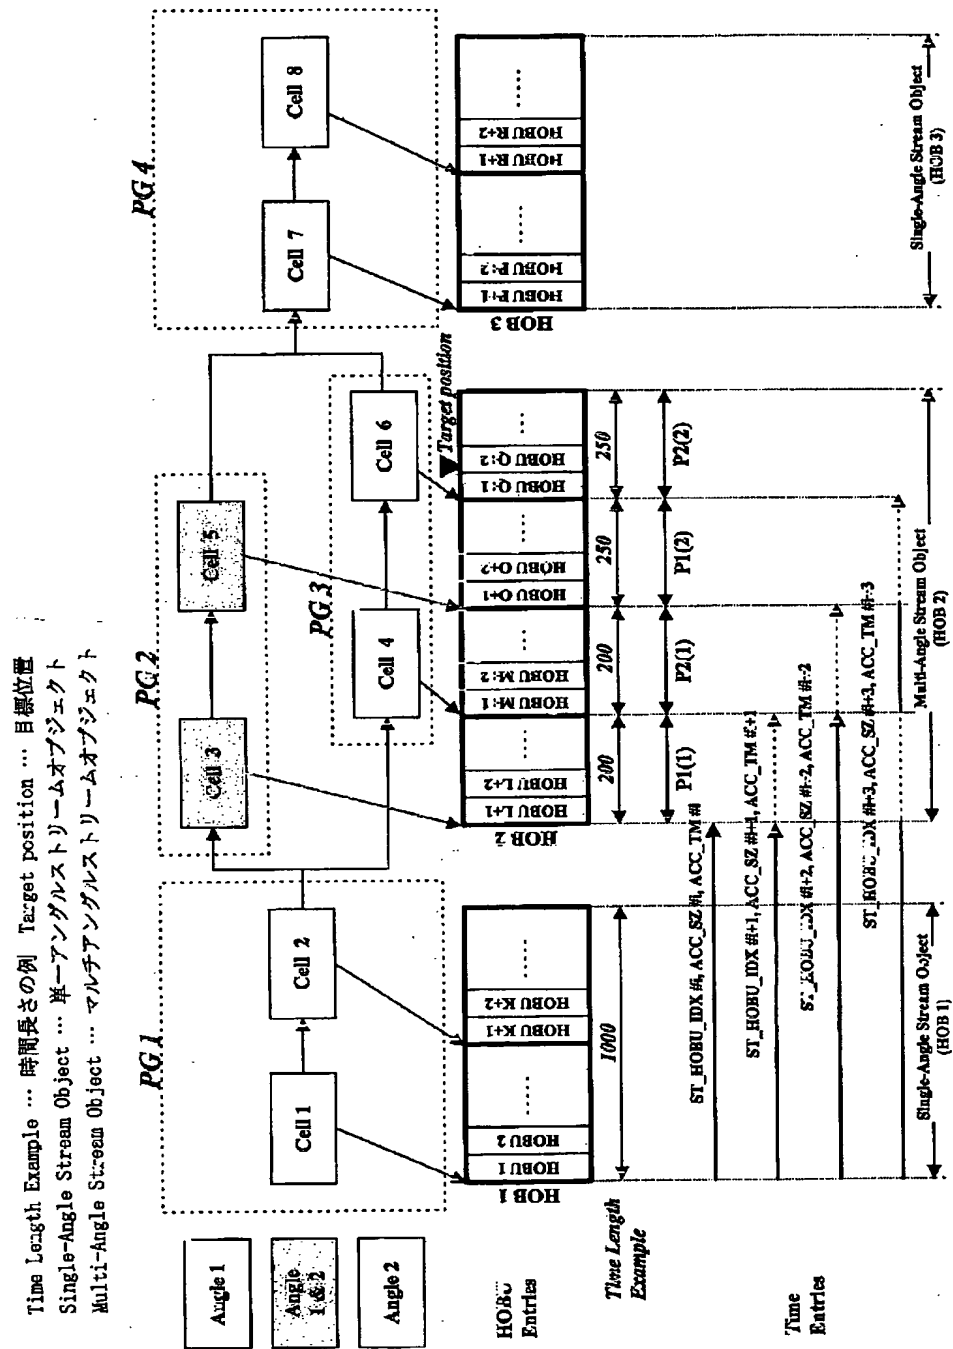 Time Length Example … 時間長さの例 Target position … 目標位置
Single-Angle Stream Object … 単一アングルストリームオブジェクト
Multi-Angle Stream Object … マルチアングルストリームオブジェクト
PG 1
PG 2
PG 3
PG 4
Angle 1
Angle 1 & 2
Angle 2
Cell 1
Cell 2
Cell 3
Cell 5
Cell 4
Cell 6
Cell 7
Cell 8
Target position
HOBU
Entries
HOB 1
HOBU 1
HOBU 2
……
HOBU K+1
HOBU K+2
……
HOB 2
HOBU L+1
HOBU L+2
…
HOBU M+1
HOBU M+2
…
HOBU O+1
HOBU O+2
…
HOBU Q+1
HOBU Q+2
…
HOB 3
HOBU P+1
HOBU P+2
……
HOBU R+1
HOBU R+2
……
Time Length
Example
1000
200
200
250
250
P1(1)
P2(1)
P1(2)
P2(2)
Time
Entries
ST_HOBU_IDX #i, ACC_SZ #i, ACC_TM #i
ST_HOBU_IDX #i+1, ACC_SZ #i+1, ACC_TM #i+1
ST_HOBU_IDX #i+2, ACC_SZ #i+2, ACC_TM #i+2
ST_HOBU_IDX #i+3, ACC_SZ #i+3, ACC_TM #i+3
Single-Angle Stream Object
(HOB 1)
Multi-Angle Stream Object
(HOB 2)
Single-Angle Stream Object
(HOB 3)